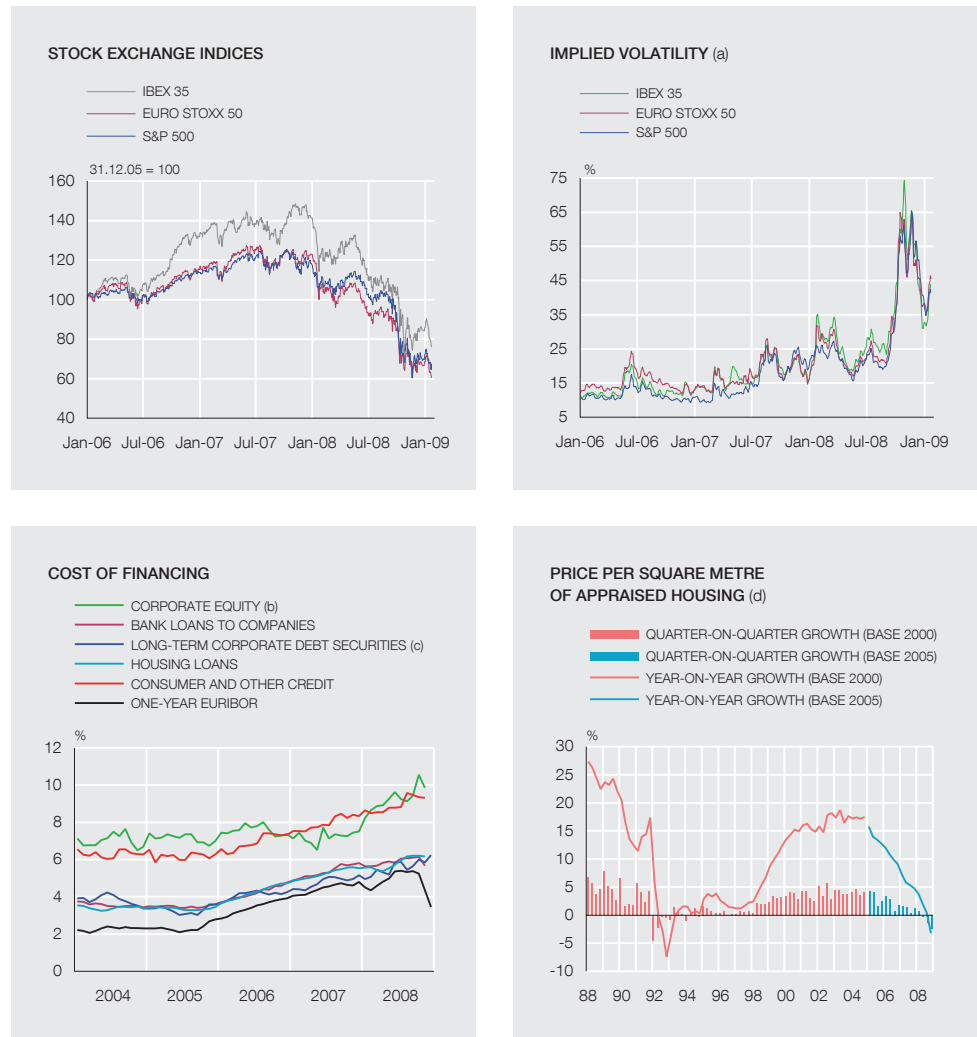 STOCK EXCHANGE INDICES
IBEX 35
EURO STOXX 50
S&P 500
31.12.05 = 100
160
140
120
100
80
60
40
Jan-06 Jul-06 Jan-07 Jul-07 Jan-08 Jul-08 Jan-09
IMPLIED VOLATILITY (a)
IBEX 35
EURO STOXX 50
S&P 500
%
75
65
55
45
35
25
15
5
Jan-06 Jul-06 Jan-07 Jul-07 Jan-08 Jul-08 Jan-09
COST OF FINANCING
CORPORATE EQUITY (b)
BANK LOANS TO COMPANIES
LONG-TERM CORPORATE DEBT SECURITIES (c)
HOUSING LOANS
CONSUMER AND OTHER CREDIT
ONE-YEAR EURIBOR
%
12
10
8
6
4
2
0
2004 2005 2006 2007 2008
PRICE PER SQUARE METRE
OF APPRAISED HOUSING (d)
QUARTER-ON-QUARTER GROWTH (BASE 2000)
QUARTER-ON-QUARTER GROWTH (BASE 2005)
YEAR-ON-YEAR GROWTH (BASE 2000)
YEAR-ON-YEAR GROWTH (BASE 2005)
%
30
25
20
15
10
5
0
-5
-10
88 90 92 94 96 98 00 02 04 06 08